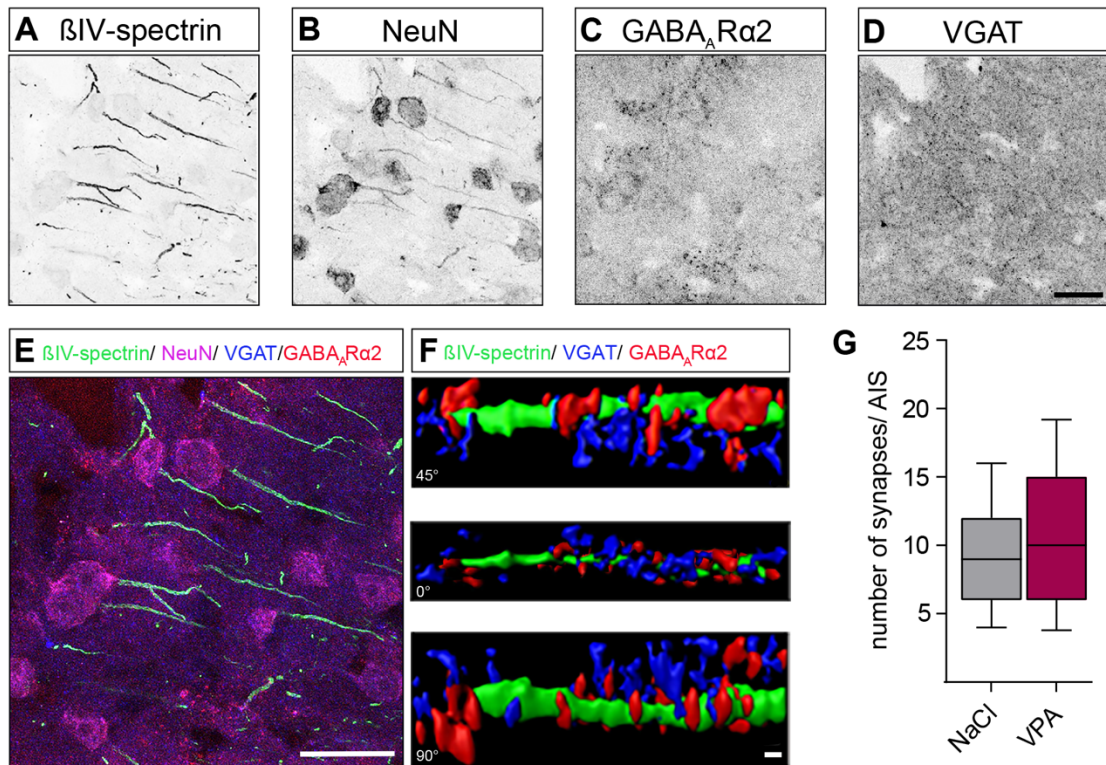 A ßIV-spectrin
B NeuN
C GABAARα2
D VGAT
E ßIV-spectrin/ NeuN/ VGAT/GABAARα2
F ßIV-spectrin/ VGAT/ GABAARα2
45°
0°
90°
G
number of synapses/ AIS
25
20
15
10
5
NaCl
VPA